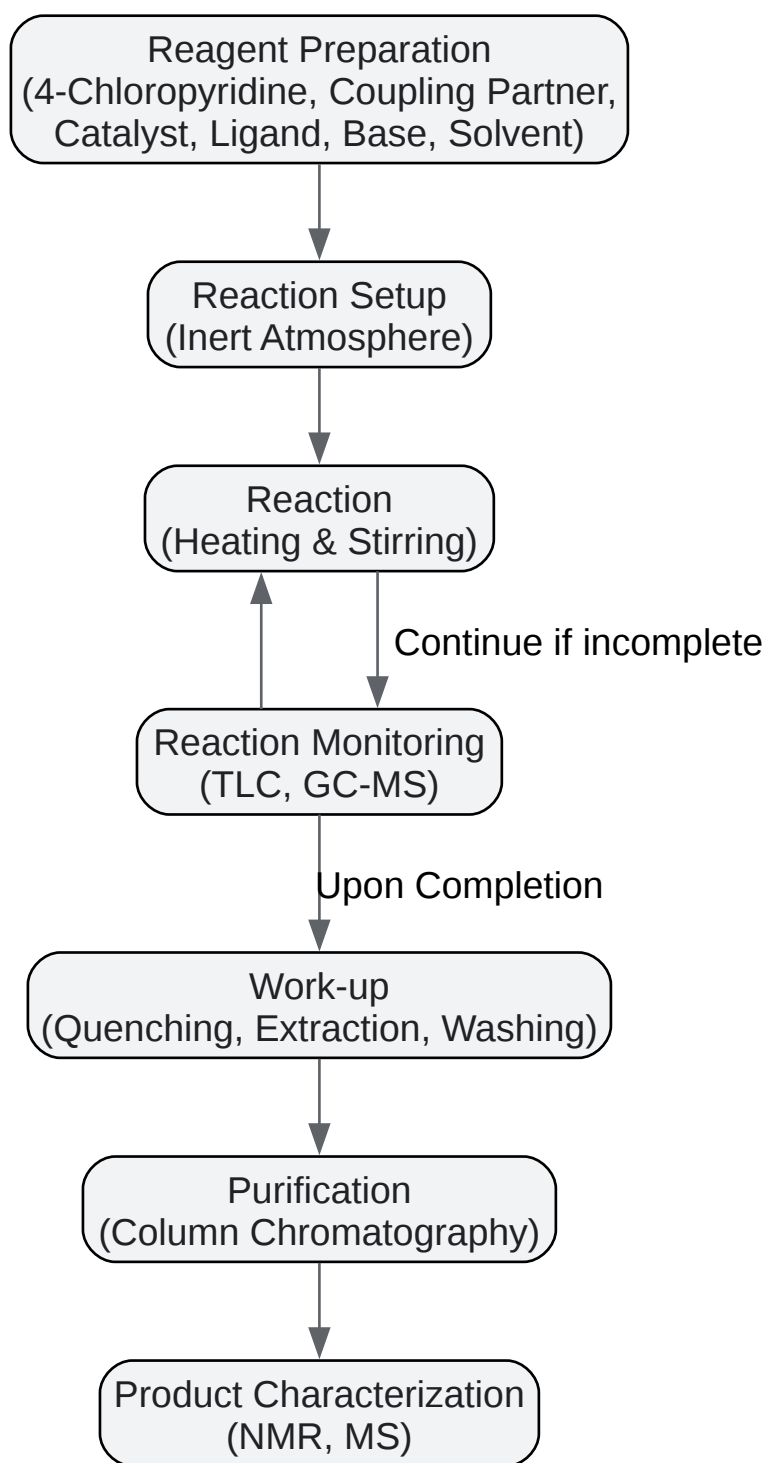 Reagent Preparation
(4-Chloropyridine, Coupling Partner,
Catalyst, Ligand, Base, Solvent)
Reaction Setup
(Inert Atmosphere)
Reaction
(Heating & Stirring)
Continue if incomplete
Reaction Monitoring
(TLC, GC-MS)
Upon Completion
Work-up
(Quenching, Extraction, Washing)
Purification
(Column Chromatography)
Product Characterization
(NMR, MS)